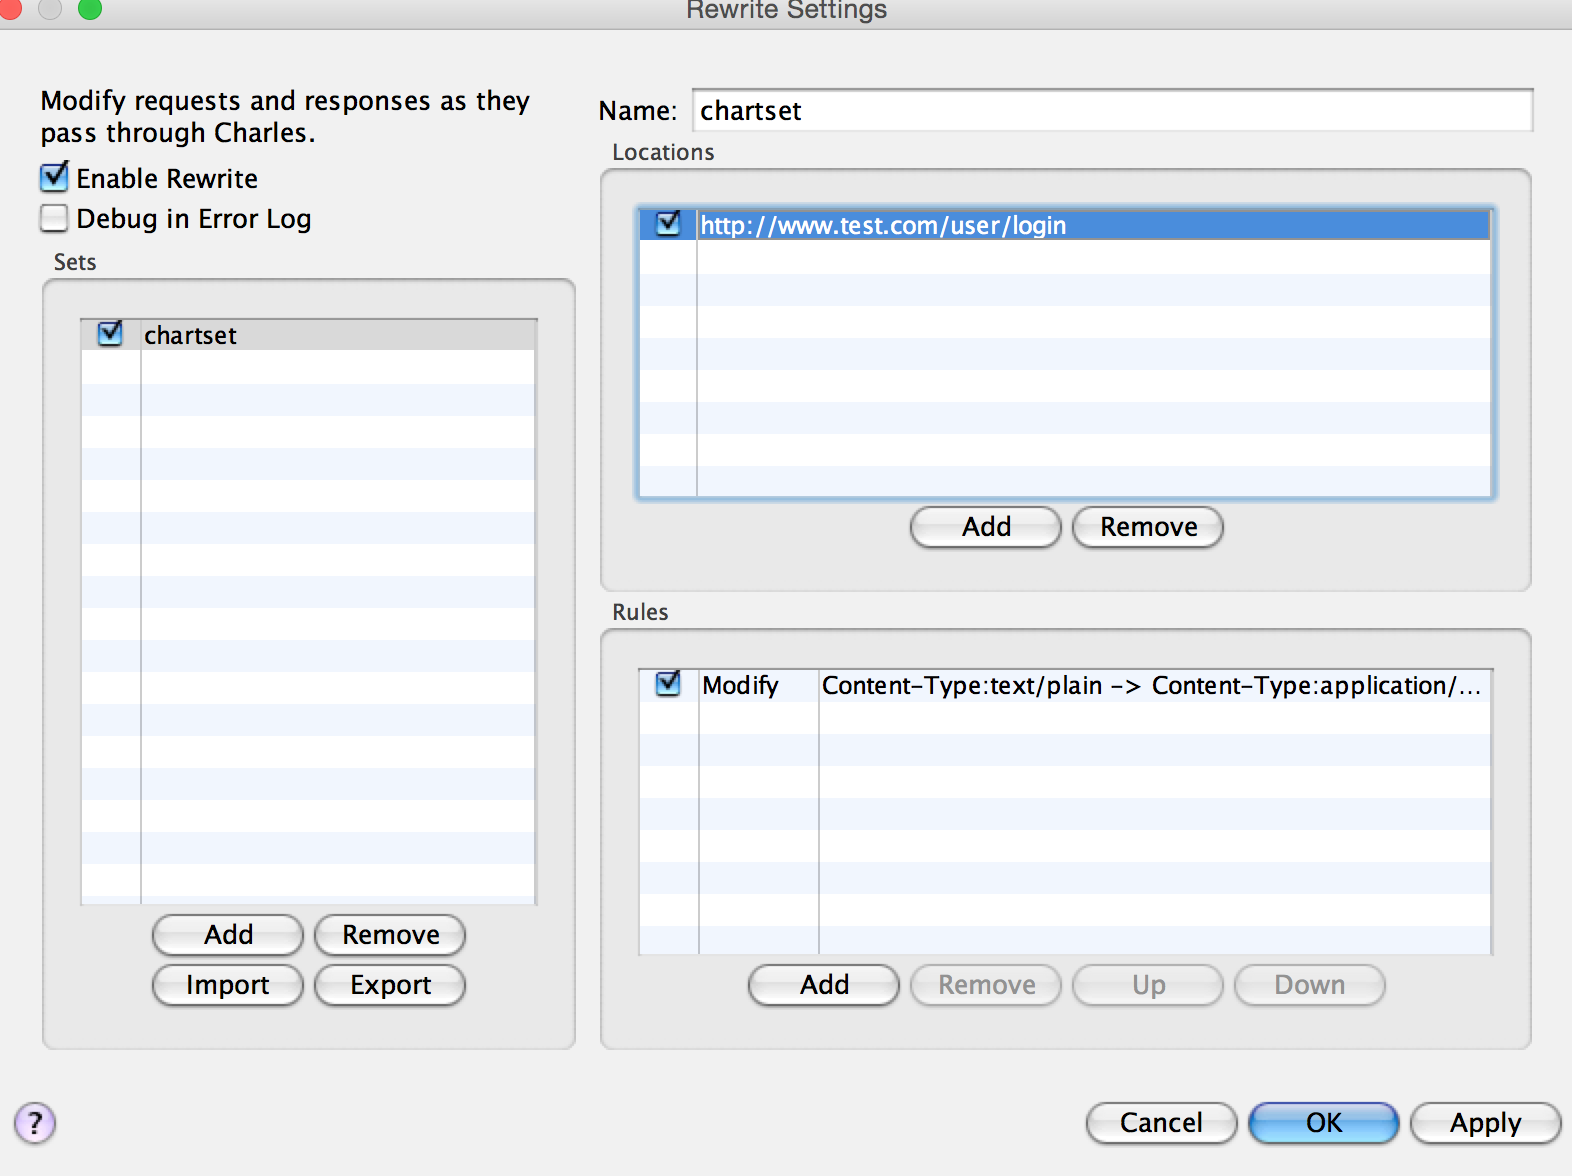 Rewrite Settings
Modify requests and responses as they
pass through Charles.
Enable Rewrite
Debug in Error Log
Sets
chartset
Add
Remove
Import
Export
Name:
chartset
Locations
http://www.test.com/user/login
Add
Remove
Rules
Modify
Content-Type:text/plain -> Content-Type:application/...
Add
Remove
Up
Down
?
Cancel
OK
Apply